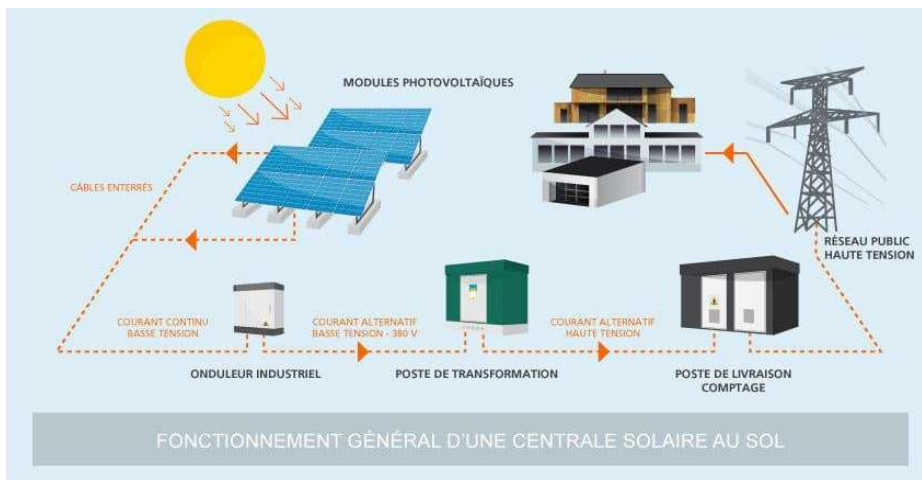 MODULES PHOTOVOLTAÏQUES
CÂBLES ENTERRÉS
RÉSEAU PUBLIC
HAUTE TENSION
COURANT CONTINU
BASSE TENSION
COURANT ALTERNATIF
BASSE TENSION - 380 V
COURANT ALTERNATIF
HAUTE TENSION
ONDULEUR INDUSTRIEL
POSTE DE TRANSFORMATION
POSTE DE LIVRAISON
COMPTAGE
FONCTIONNEMENT GÉNÉRAL D'UNE CENTRALE SOLAIRE AU SOL